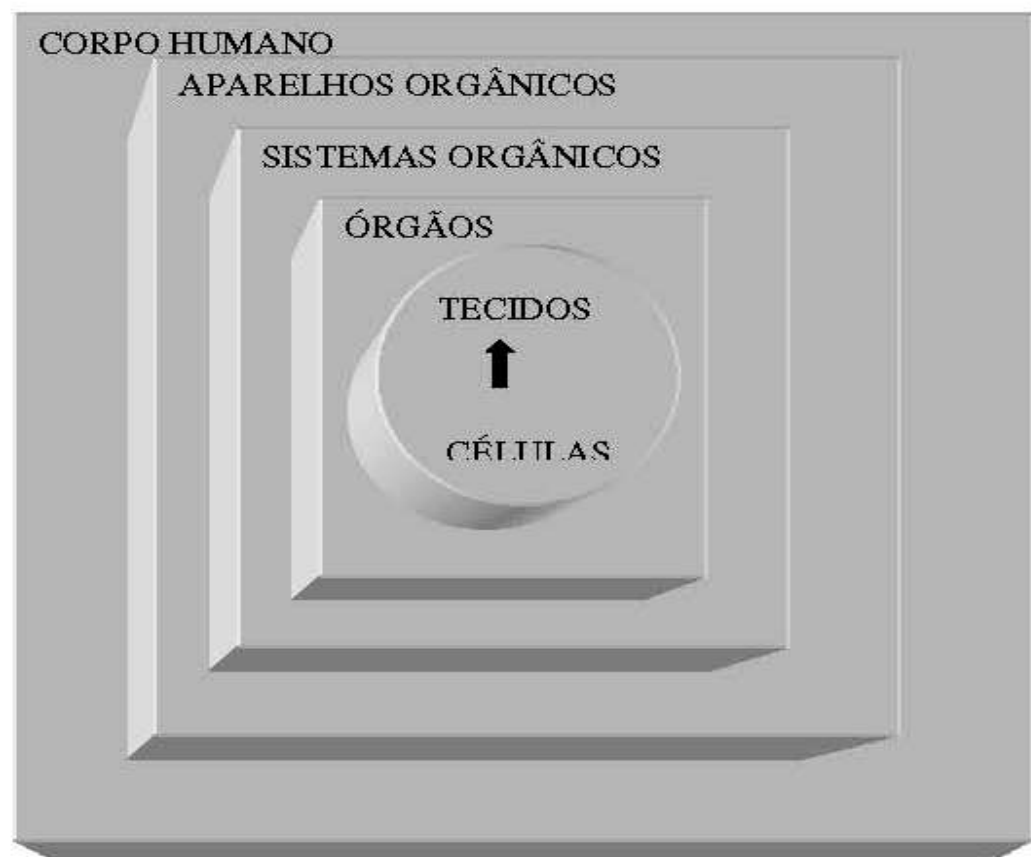 CORPO HUMANO
APARELHOS ORGÂNICOS
SISTEMAS ORGÂNICOS
ÓRGÃOS
TECIDOS
CÉLULAS